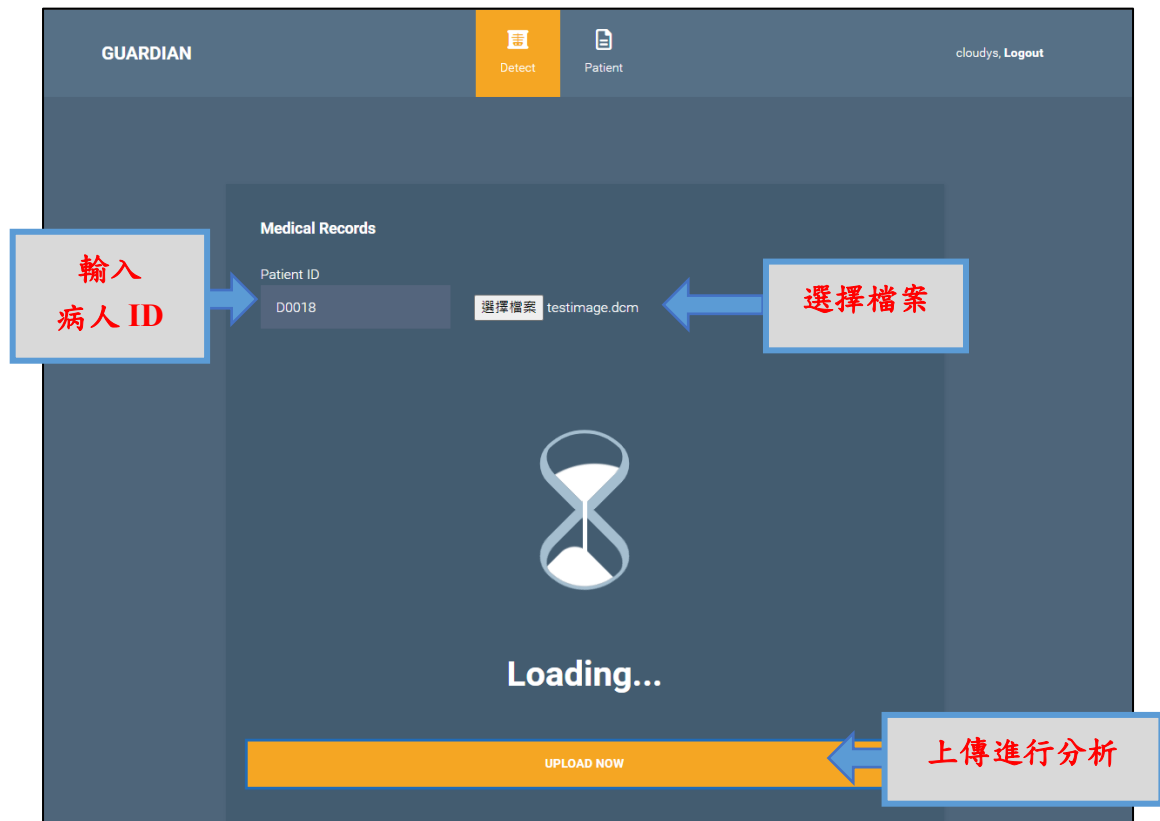 GUARDIAN
Detect
Patient
cloudys, Logout
Medical Records
Patient ID
D0018
選擇檔案 testimage.dcm
輸入
病人 ID
選擇檔案
Loading...
UPLOAD NOW
上傳進行分析